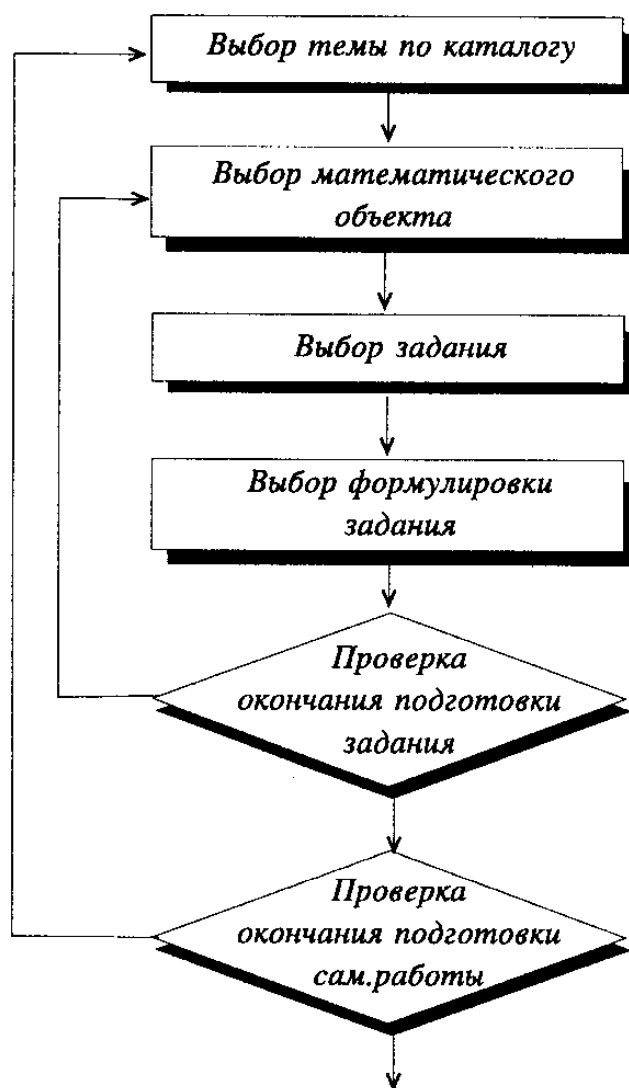 Выбор темы по каталогу
Выбор математического
объекта
Выбор задания
Выбор формулировки
задания
Проверка
окончания подготовки
задания
Проверка
окончания подготовки
сам.работы